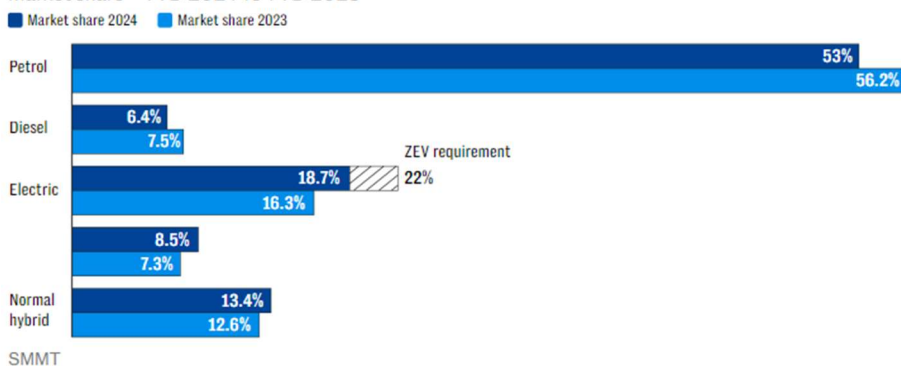 Market share 2024 Market share 2023
Petrol
53%
56.2%
Diesel
6.4%
7.5%
ZEV requirement
Electric
18.7%
22%
16.3%
8.5%
7.3%
Normal
hybrid
13.4%
12.6%
SMMT